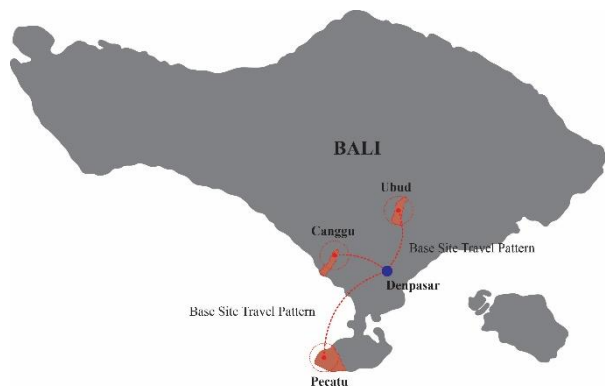 BALI
Ubud
Canggu
Base Site Travel Pattern
Denpasar
Base Site Travel Pattern
Pecatu